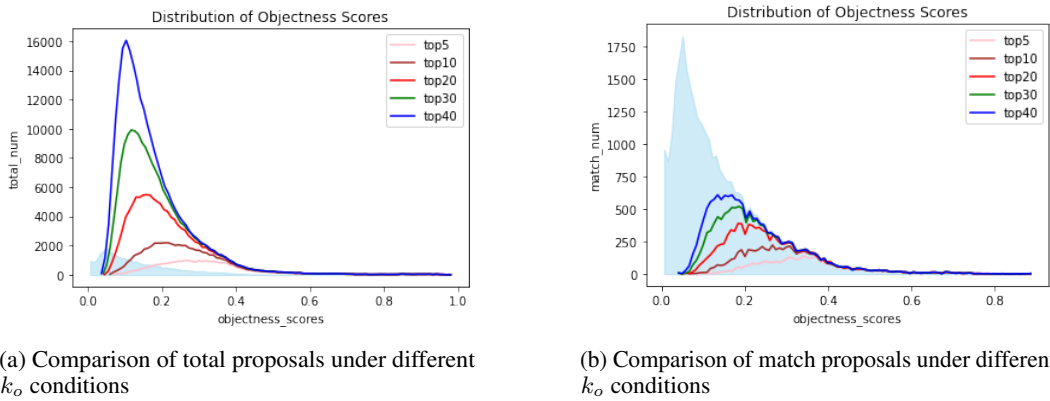 Distribution of Objectness Scores
16000
14000
12000
10000
8000
6000
4000
2000
0
total_num
top5
top10
top20
top30
top40
0.0 0.2 0.4 0.6 0.8 1.0
objectness_scores
(a) Comparison of total proposals under different
k_o conditions
Distribution of Objectness Scores
1750
1500
1250
1000
750
500
250
0
match_num
top5
top10
top20
top30
top40
0.0 0.2 0.4 0.6 0.8
objectness_scores
(b) Comparison of match proposals under differen
k_o conditions